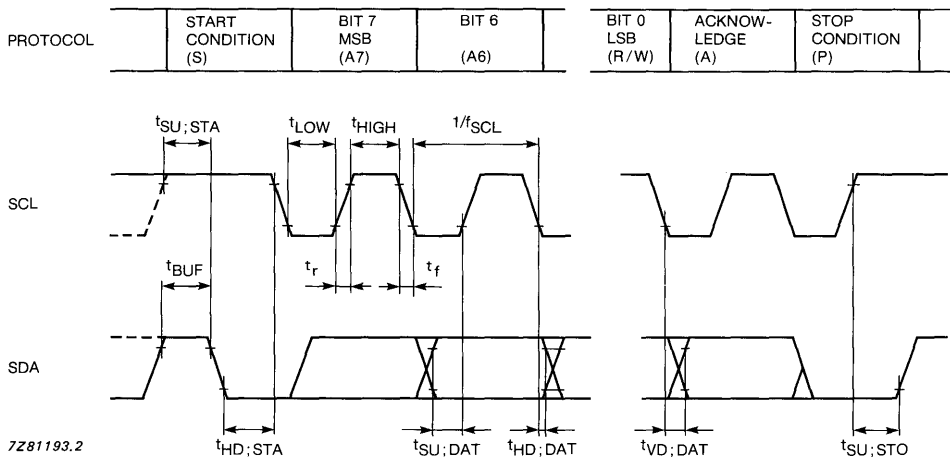 PROTOCOL
START
CONDITION
(S)
BIT 7
MSB
(A7)
BIT 6
(A6)
BIT 0
LSB
(R/W)
ACKNOW-
LEDGE
(A)
STOP
CONDITION
(P)
tSU;STA
tLOW
tHIGH
1/fSCL
SCL
tBUF
tr
tf
SDA
tHD;STA
tSU;DAT
tHD;DAT
tVD;DAT
tSU;STO
7Z81193.2